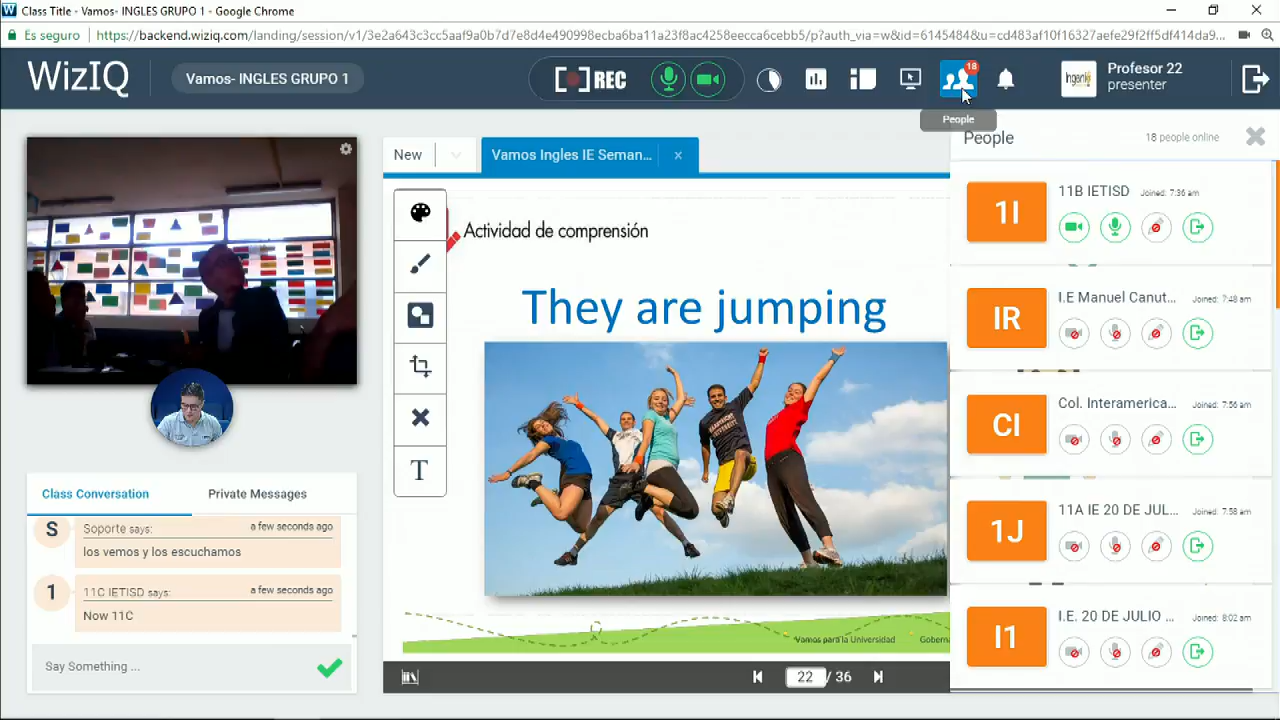 Class Title - Vamos- INGLES GRUPO 1 - Google Chrome
Es seguro
https://backend.wiziq.com/landing/session/v1/3e2a643c3cc5aaf9a0b7d7e8d4e490998ecba6ba11a23f8ac4258eecca6cebb5/p?auth_via=w&id=6145484&u=cd483af10f16327aefe29f2ff5df414da9...
WizIQ
Vamos- INGLES GRUPO 1
REC
18
Profesor 22
presenter
People
People
18 people online
New
Vamos Ingles IE Seman...
Actividad de comprensión
They are jumping
T
1I
11B IETISD
Joined: 7:36 am
IR
I.E Manuel Canut...
Joined: 7:48 am
CI
Col. Interamerica...
Joined: 7:56 am
1J
11A IE 20 DE JUL...
Joined: 7:58 am
I1
I.E. 20 DE JULIO ...
Joined: 8:02 am
Class Conversation
Private Messages
S
Soporte says:
a few seconds ago
los vemos y los escuchamos
1
11C IETISD says:
a few seconds ago
Now 11C
Say Something ...
Vamos para la Universidad
Goberna
22 / 36